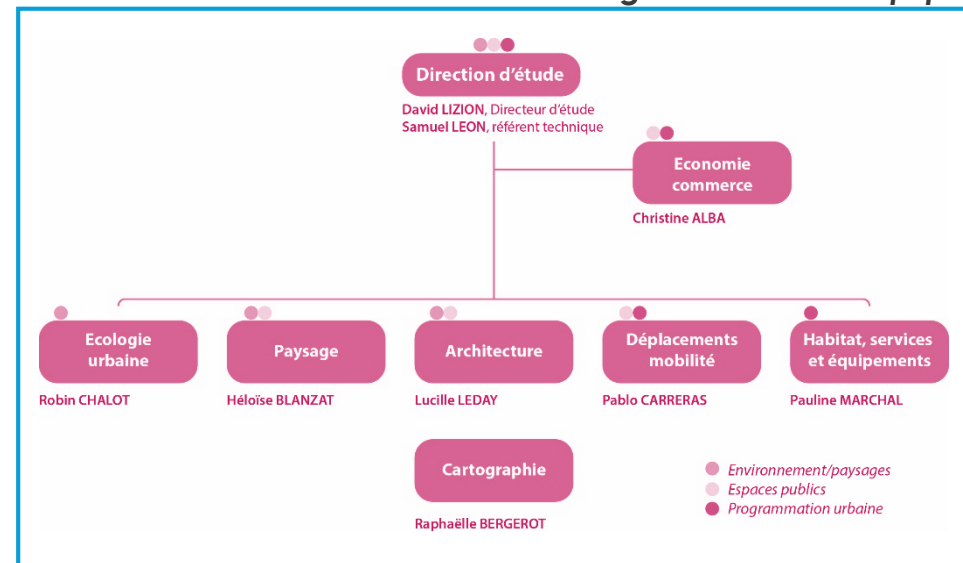 Direction d'étude
David LIZION, Directeur d'étude
Samuel LEON, référent technique
Economie
commerce
Christine ALBA
Ecologie
urbaine
Robin CHALOT
Paysage
Héloïse BLANZAT
Architecture
Lucille LEDAY
Déplacements
mobilité
Pablo CARRERAS
Habitat, services
et équipements
Pauline MARCHAL
Cartographie
Raphaëlle BERGEROT
Environnement/paysages
Espaces publics
Programmation urbaine